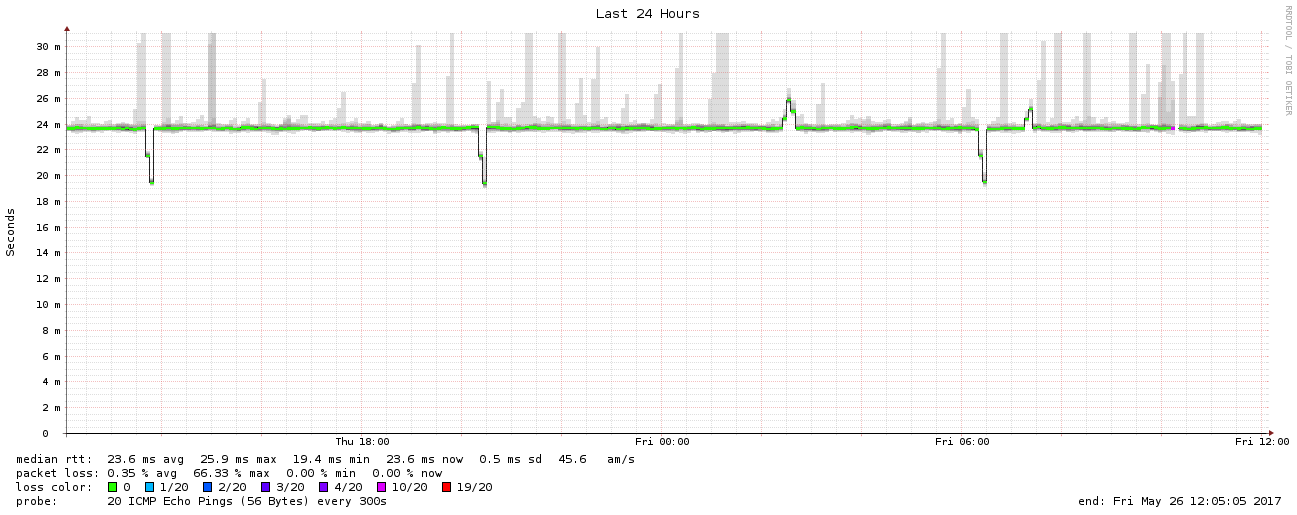 Last 24 Hours
RRDTOOL / TOBI OETIKER
Seconds
30 m
28 m
26 m
24 m
22 m
20 m
18 m
16 m
14 m
12 m
10 m
8 m
6 m
4 m
2 m
0
Thu 18:00 Fri 00:00 Fri 06:00 Fri 12:00
median rtt: 23.6 ms avg 25.9 ms max 19.4 ms min 23.6 ms now 0.5 ms sd 45.6 am/s
packet loss: 0.35 % avg 66.33 % max 0.00 % min 0.00 % now
loss color: 0 1/20 2/20 3/20 4/20 10/20 19/20
probe: 20 ICMP Echo Pings (56 Bytes) every 300s end: Fri May 26 12:05:05 2017